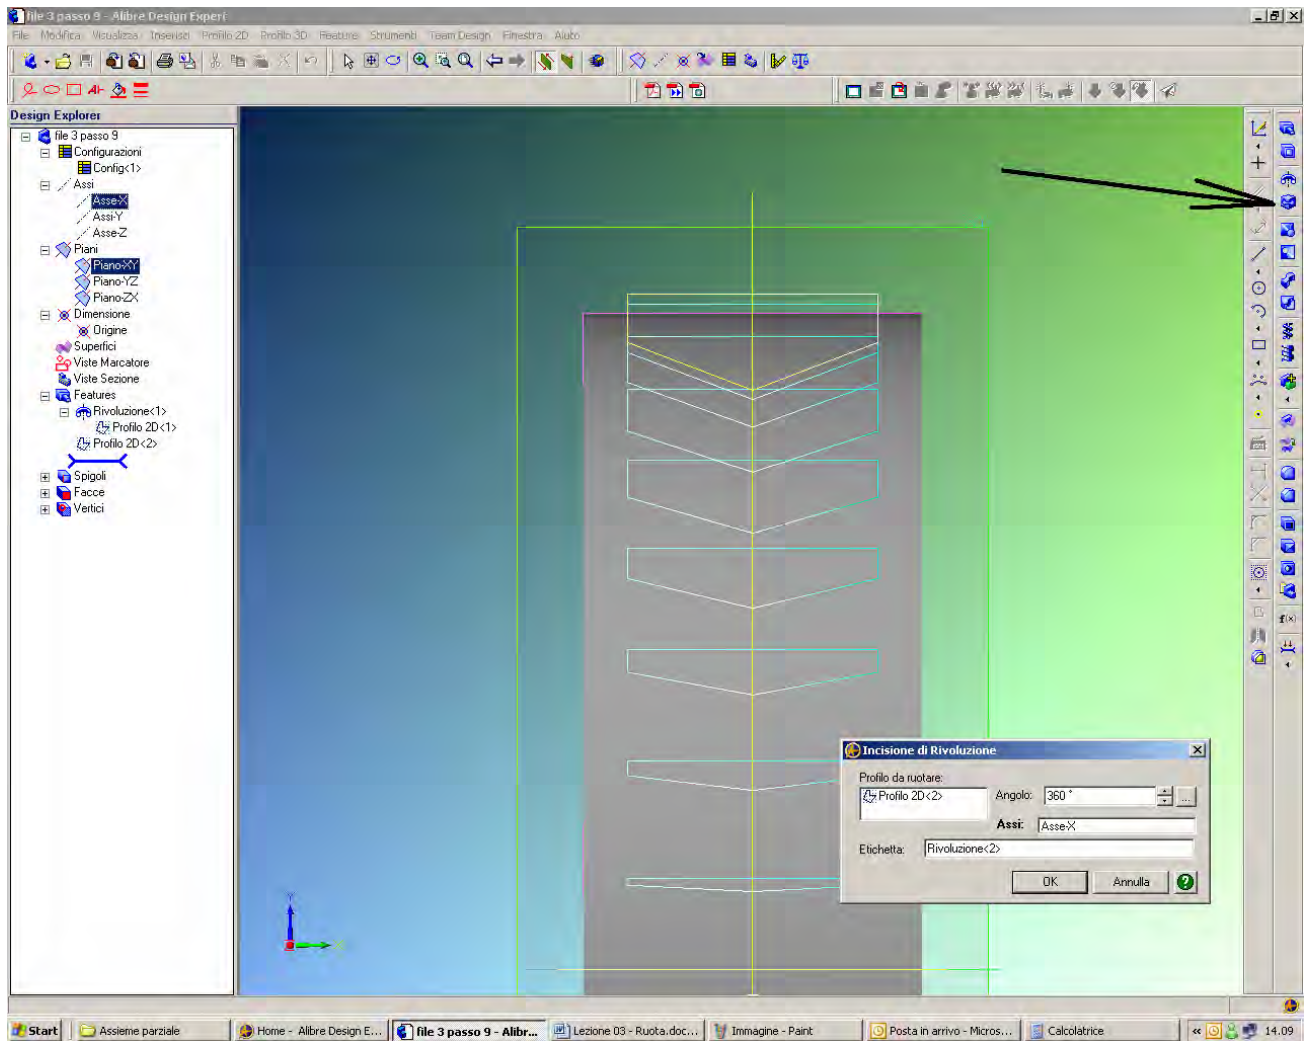 file 3 passo 9 - Alibre Design Expert
File Modifica Visualizza Inserisci Profilo 2D Profilo 3D Feature Strumenti Team Design Finestra Aiuto
Design Explorer
file 3 passo 9
Configurazioni
Config<1>
Assi
Asse-X
Assi-Y
Asse-Z
Piani
Piano-XY
Piano-YZ
Piano-ZX
Dimensione
Origine
Superfici
Viste Marcatore
Viste Sezione
Features
Rivoluzione<1>
Profilo 2D<1>
Profilo 2D<2>
Spigoli
Facce
Vertici
f(x)
Incisione di Rivoluzione
Profilo da ruotare:
Profilo 2D<2>
Angolo: 360 °
...
Assi: Asse-X
Etichetta: Rivoluzione<2>
OK Annulla ?
Start Assieme parziale Home - Alibre Design E... file 3 passo 9 - Alibr... Lezione 03 - Ruota.doc... Immagine - Paint Posta in arrivo - Micros... Calcolatrice « 14.09